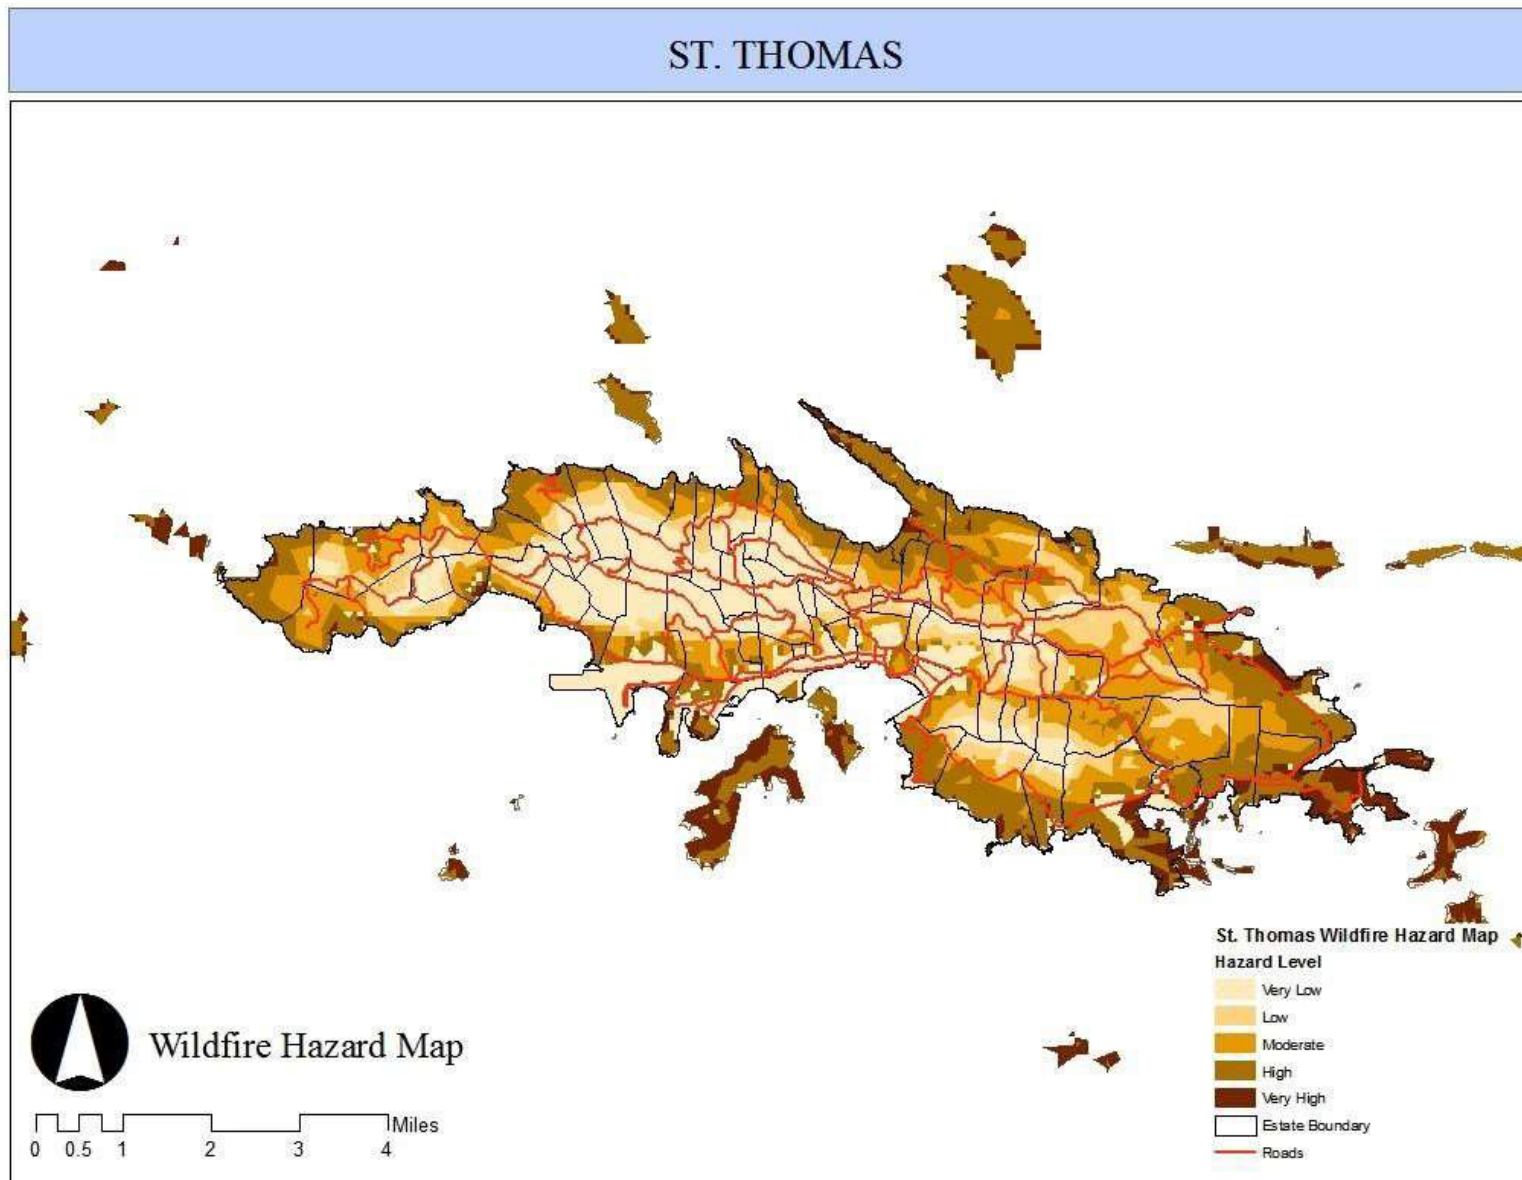 ST. THOMAS
St. Thomas Wildfire Hazard Map
Hazard Level
Very Low
Low
Moderate
High
Very High
Estate Boundary
Roads
Wildfire Hazard Map
Miles
0 0.5 1 2 3 4